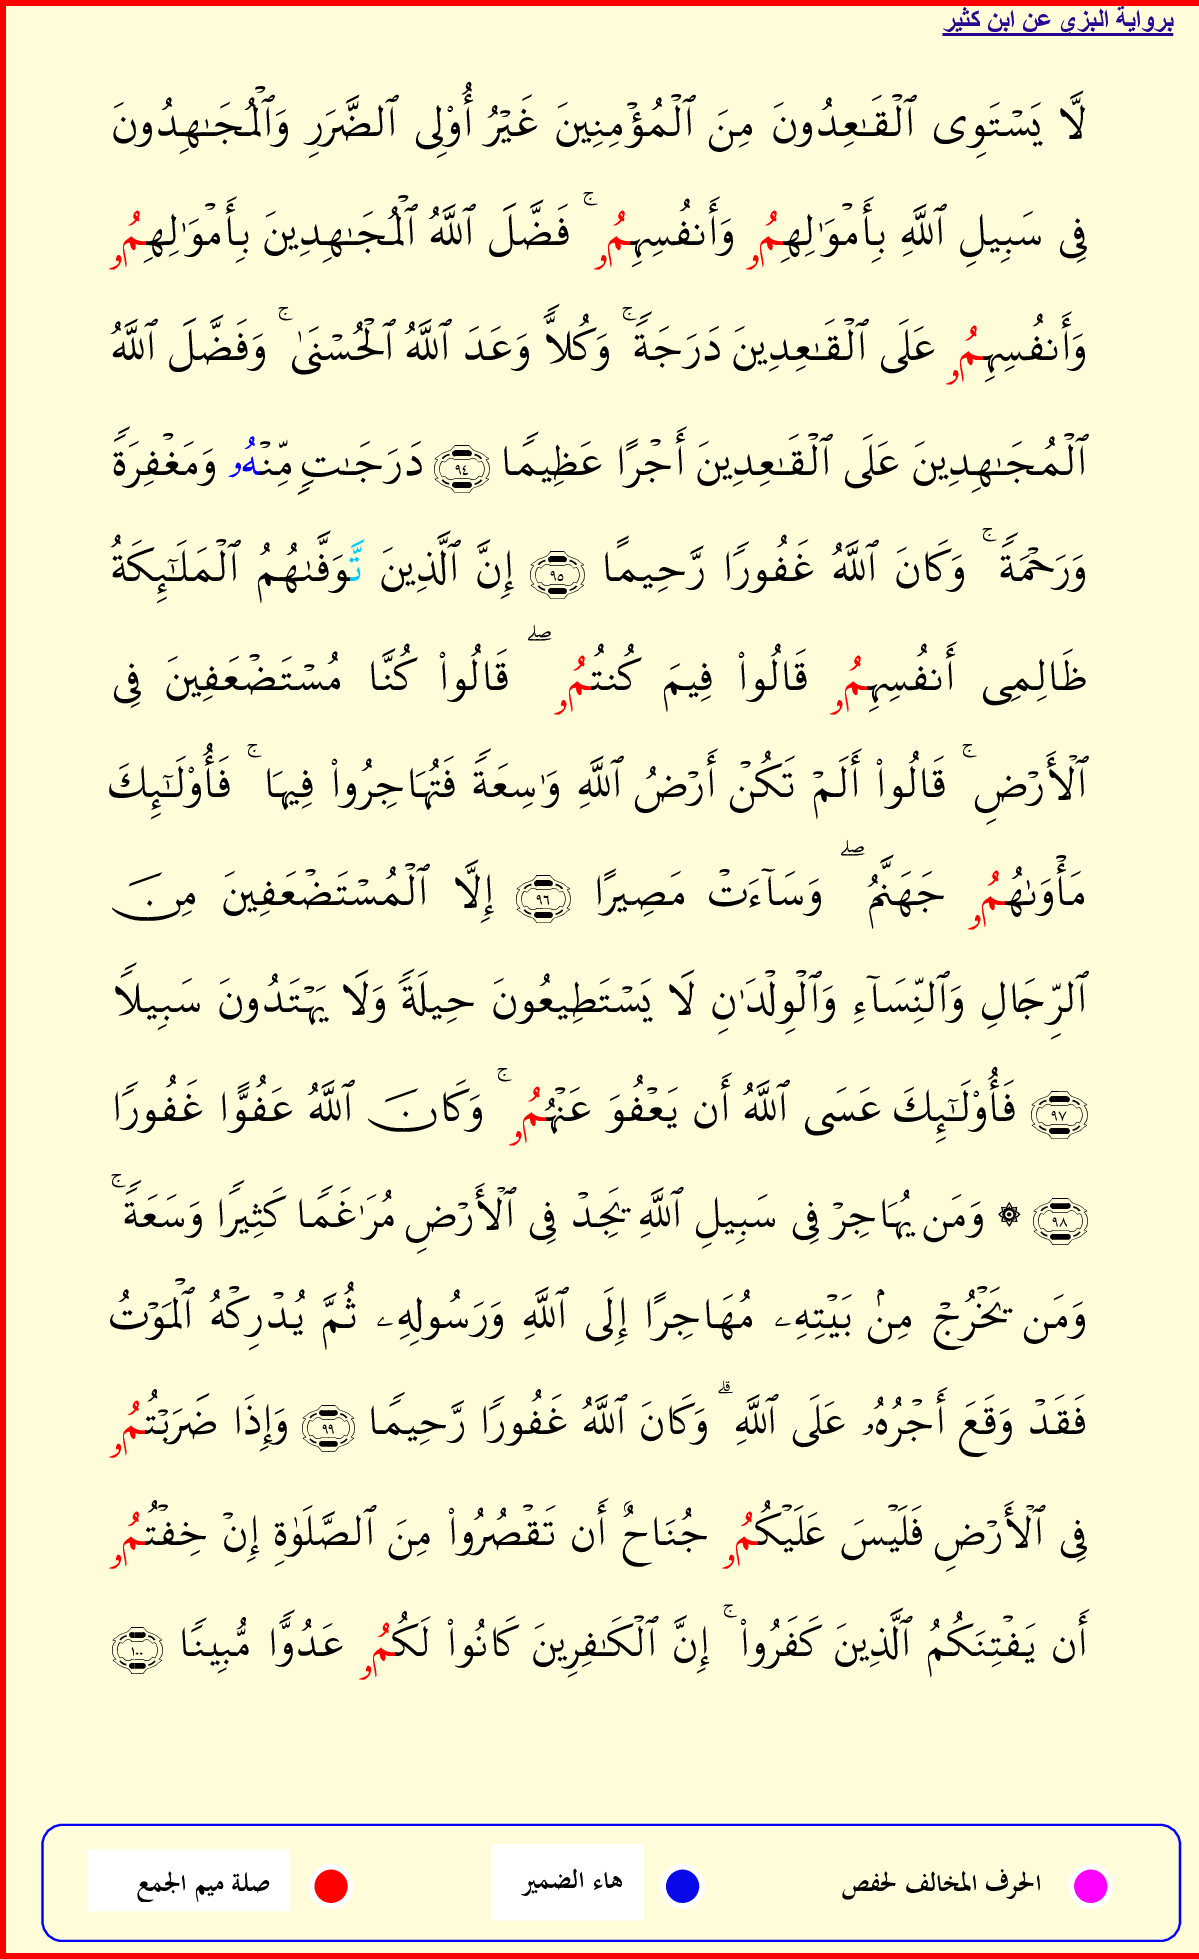 برواية البزي عن ابن كثير
لَّا يَسْتَوِى ٱلْقَـٰعِدُونَ مِنَ ٱلْمُؤْمِنِينَ غَيْرُ أُوْلِى ٱلضَّرَرِ وَٱلْمُجَـٰهِدُونَ
فِى سَبِيلِ ٱللَّهِ بِأَمْوَٰلِهِمُۥ وَأَنفُسِهِمُۥ ۚ فَضَّلَ ٱللَّهُ ٱلْمُجَـٰهِدِينَ بِأَمْوَٰلِهِمُۥ
وَأَنفُسِهِمُۥ عَلَى ٱلْقَـٰعِدِينَ دَرَجَةً ۚ وَكُلاًّ وَعَدَ ٱللَّهُ ٱلْحُسْنَىٰ ۚ وَفَضَّلَ ٱللَّهُ
ٱلْمُجَـٰهِدِينَ عَلَى ٱلْقَـٰعِدِينَ أَجْرًا عَظِيمًا ٩٤ دَرَجَـٰتٍ مِّنْهُۥ وَمَغْفِرَةً
وَرَحْمَةً ۚ وَكَانَ ٱللَّهُ غَفُورًا رَّحِيمًا ٩٥ إِنَّ ٱلَّذِينَ تَّوَفَّىٰهُمُ ٱلْمَلَـٰٓئِكَةُ
ظَالِمِى أَنفُسِهِمُۥ قَالُوا۟ فِيمَ كُنتُمُۥ ۖ قَالُوا۟ كُنَّا مُسْتَضْعَفِينَ فِى
ٱلْأَرْضِ ۚ قَالُوا۟ أَلَمْ تَكُنْ أَرْضُ ٱللَّهِ وَٰسِعَةً فَتُهَاجِرُوا۟ فِيهَا ۚ فَأُوْلَـٰٓئِكَ
مَأْوَىٰهُمُۥ جَهَنَّمُ ۖ وَسَآءَتْ مَصِيرًا ٩٦ إِلَّا ٱلْمُسْتَضْعَفِينَ مِنَ
ٱلرِّجَالِ وَٱلنِّسَآءِ وَٱلْوِلْدَٰنِ لَا يَسْتَطِيعُونَ حِيلَةً وَلَا يَهْتَدُونَ سَبِيلاً
٩٧ فَأُوْلَـٰٓئِكَ عَسَى ٱللَّهُ أَن يَعْفُوَ عَنْهُمُۥ ۚ وَكَانَ ٱللَّهُ عَفُوًّا غَفُورًا
٩٨ ۞ وَمَن يُهَاجِرْ فِى سَبِيلِ ٱللَّهِ يَجِدْ فِى ٱلْأَرْضِ مُرَٰغَمًا كَثِيرًا وَسَعَةً ۚ
وَمَن يَخْرُجْ مِنۢ بَيْتِهِۦ مُهَاجِرًا إِلَى ٱللَّهِ وَرَسُولِهِۦ ثُمَّ يُدْرِكْهُ ٱلْمَوْتُ
فَقَدْ وَقَعَ أَجْرُهُۥ عَلَى ٱللَّهِ ۗ وَكَانَ ٱللَّهُ غَفُورًا رَّحِيمًا ٩٩ وَإِذَا ضَرَبْتُمُۥ
فِى ٱلْأَرْضِ فَلَيْسَ عَلَيْكُمُۥ جُنَاحٌ أَن تَقْصُرُوا۟ مِنَ ٱلصَّلَوٰةِ إِنْ خِفْتُمُۥ
أَن يَفْتِنَكُمُ ٱلَّذِينَ كَفَرُوا۟ ۚ إِنَّ ٱلْكَـٰفِرِينَ كَانُوا۟ لَكُمُۥ عَدُوًّا مُّبِينًا ١٠٠
الحرف المخالف لحفص هاء الضمير صلة ميم الجمع